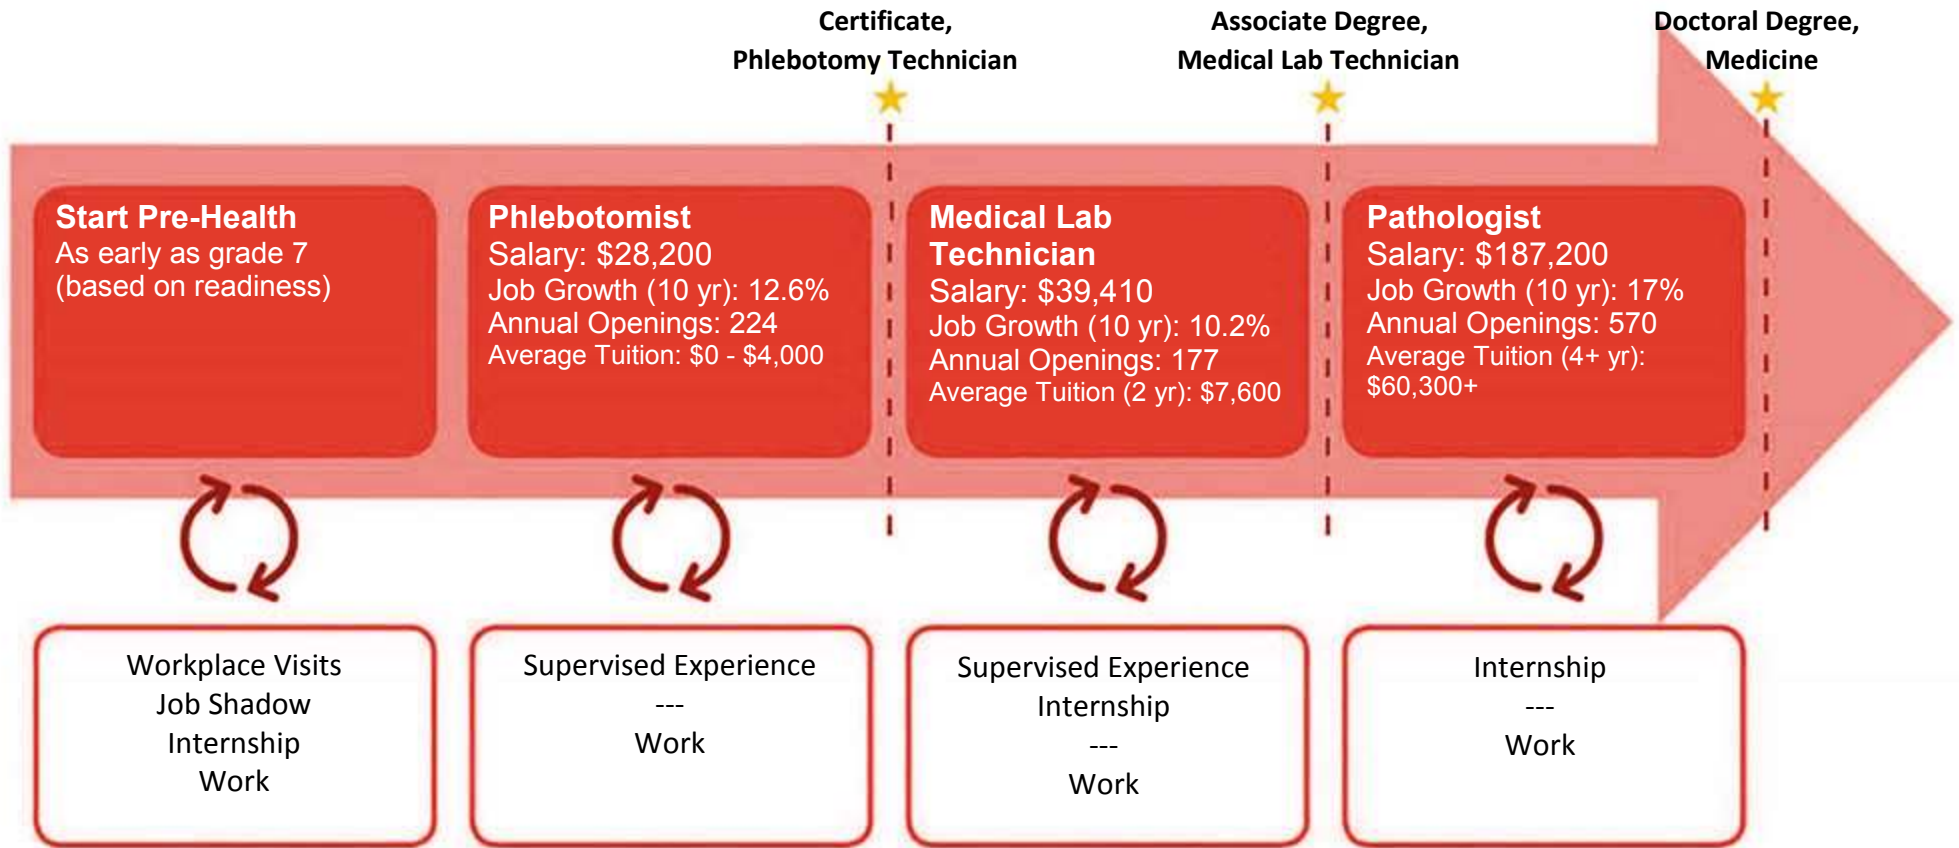 Certificate,
Phlebotomy Technician
Associate Degree,
Medical Lab Technician
Doctoral Degree,
Medicine
Start Pre-Health
As early as grade 7
(based on readiness)
Phlebotomist
Salary: $28,200
Job Growth (10 yr): 12.6%
Annual Openings: 224
Average Tuition: $0 - $4,000
Medical Lab
Technician
Salary: $39,410
Job Growth (10 yr): 10.2%
Annual Openings: 177
Average Tuition (2 yr): $7,600
Pathologist
Salary: $187,200
Job Growth (10 yr): 17%
Annual Openings: 570
Average Tuition (4+ yr):
$60,300+
Workplace Visits
Job Shadow
Internship
Work
Supervised Experience
---
Work
Supervised Experience
Internship
---
Work
Internship
---
Work